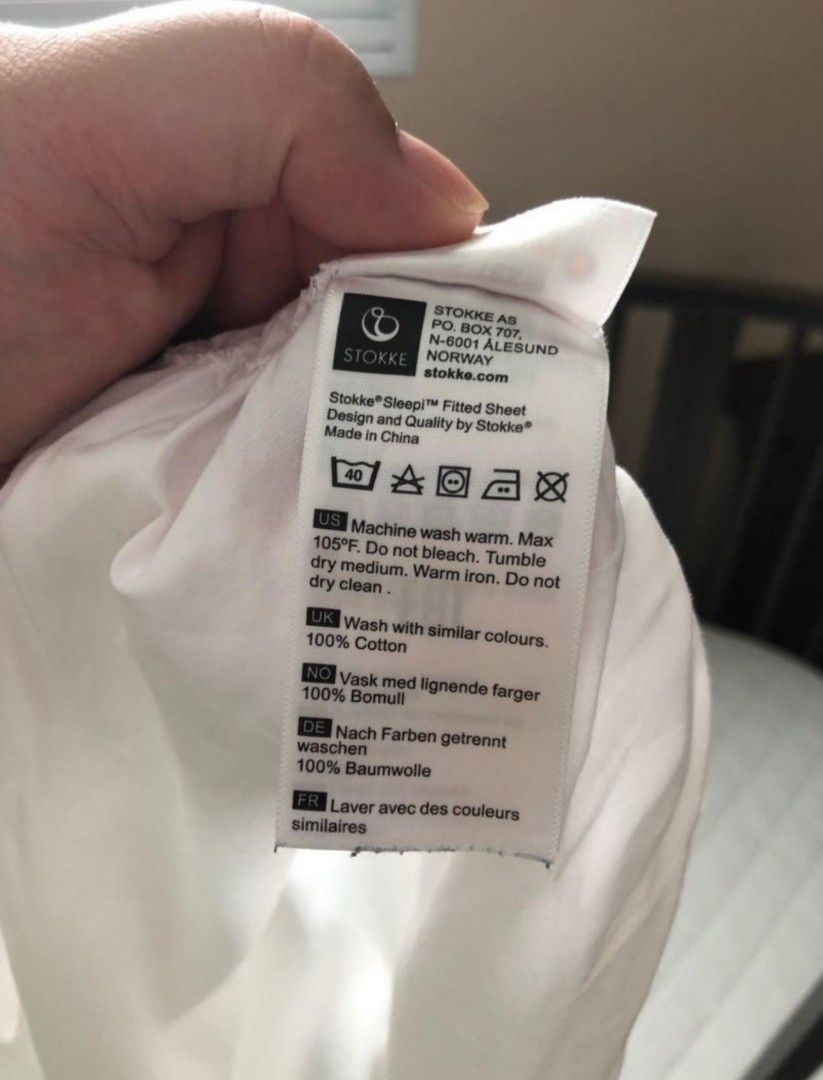 STOKKE
STOKKE AS
PO. BOX 707,
N-6001 ÅLESUND
NORWAY
stokke.com
Stokke® Sleepi™ Fitted Sheet
Design and Quality by Stokke®
Made in China
40
US Machine wash warm. Max
105ºF. Do not bleach. Tumble
dry medium. Warm iron. Do not
dry clean .
UK Wash with similar colours.
100% Cotton
NO Vask med lignende farger
100% Bomull
DE Nach Farben getrennt
waschen
100% Baumwolle
FR Laver avec des couleurs
similaires